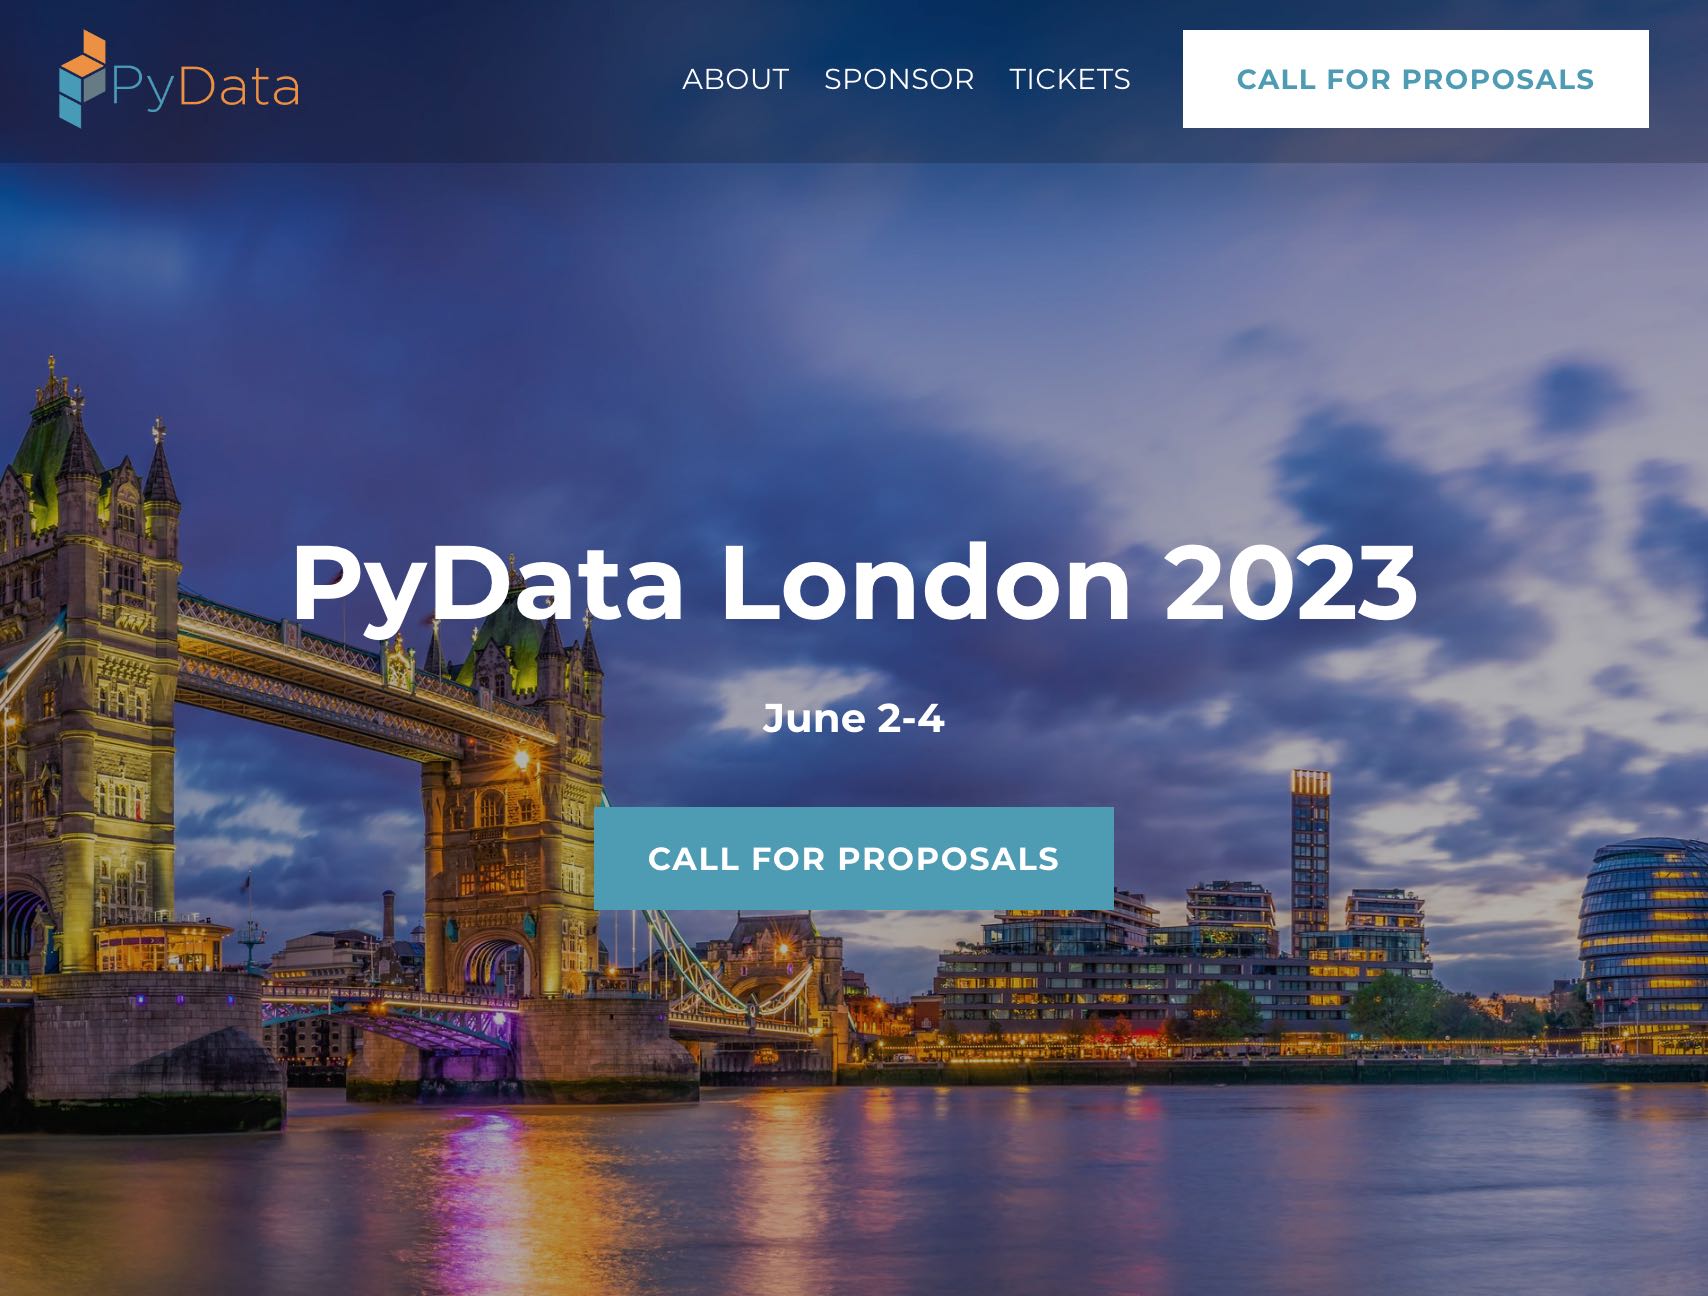 PyData
ABOUT
SPONSOR
TICKETS
CALL FOR PROPOSALS
PyData London 2023
June 2-4
CALL FOR PROPOSALS